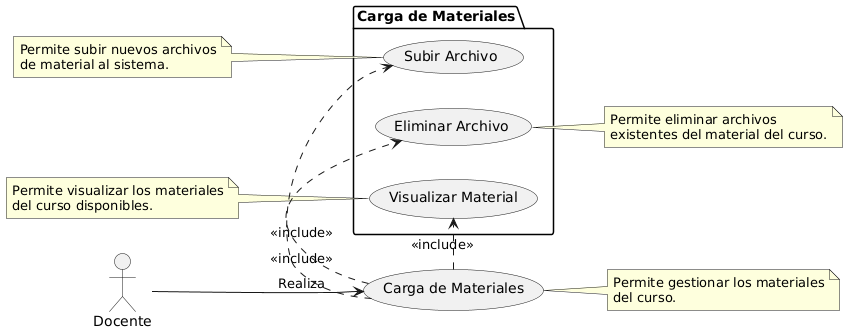 Carga de Materiales
Permite subir nuevos archivos
de material al sistema.
Subir Archivo
Eliminar Archivo
Permite eliminar archivos
existentes del material del curso.
Permite visualizar los materiales
del curso disponibles.
Visualizar Material
«include»
«include»
«include»
Realiza
Carga de Materiales
Permite gestionar los materiales
del curso.
Docente